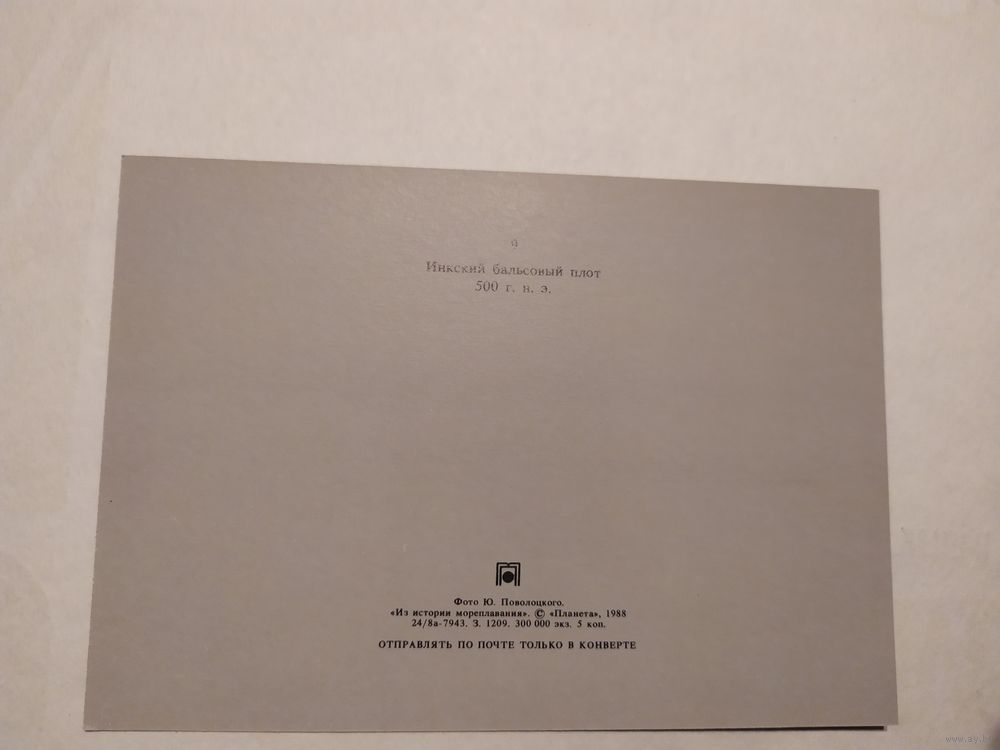 9
Инкский бальсовый плот
500 г. н. э.
Фото Ю. Поволоцкого.
«Из истории мореплавания». © «Планета», 1988
24/8а-7943. З. 1209. 300 000 экз. 5 коп.
ОТПРАВЛЯТЬ ПО ПОЧТЕ ТОЛЬКО В КОНВЕРТЕ